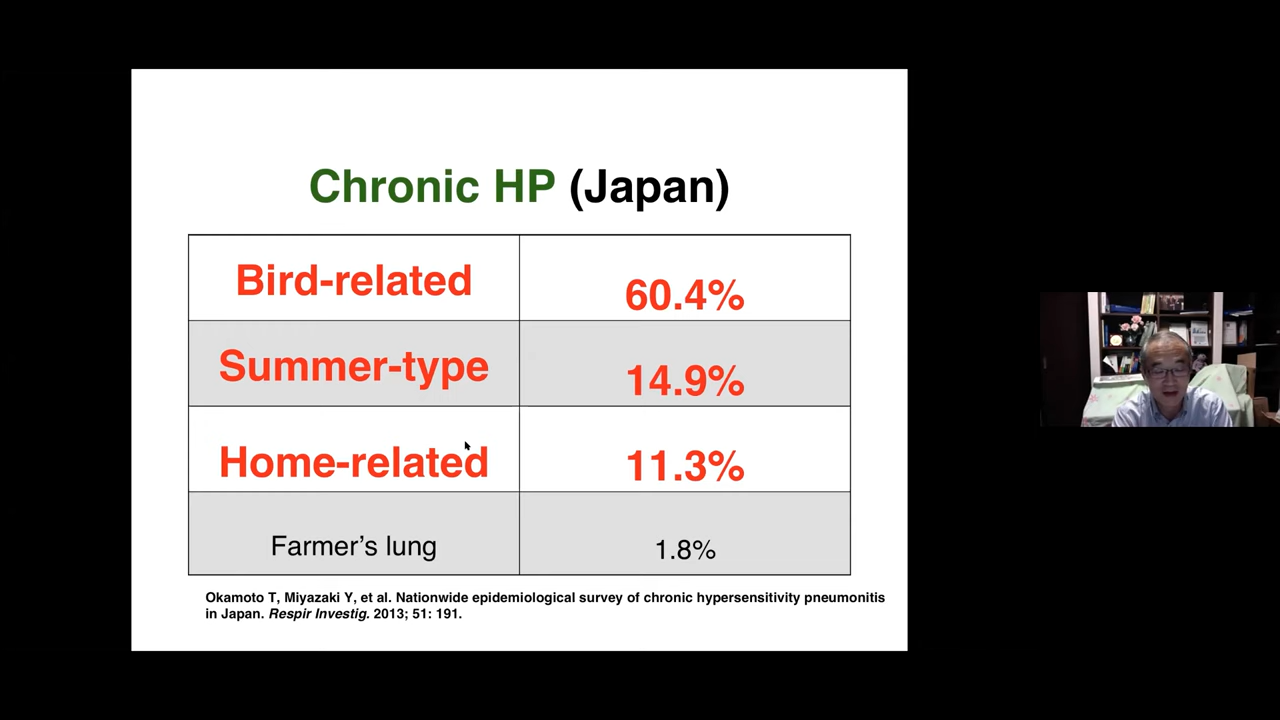 Chronic HP (Japan)
Bird-related 60.4%
Summer-type 14.9%
Home-related 11.3%
Farmer’s lung 1.8%
Okamoto T, Miyazaki Y, et al. Nationwide epidemiological survey of chronic hypersensitivity pneumonitis
in Japan. Respir Investig. 2013; 51: 191.